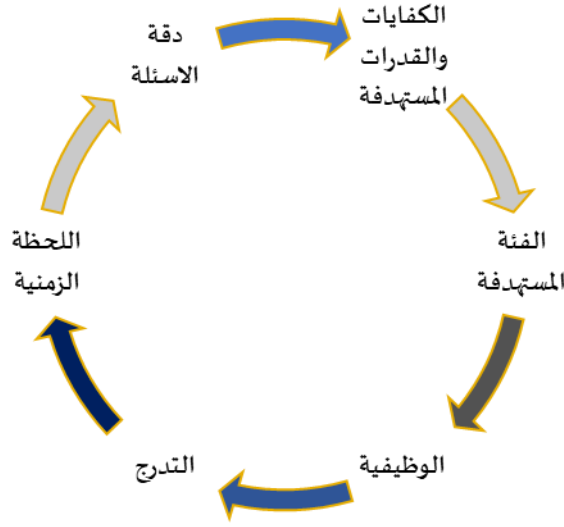 الكفايات
والقدرات
المستهدفة
الفئة
المستهدفة
الوظيفية
التدرج
اللحظة
الزمنية
دقة
الاسئلة